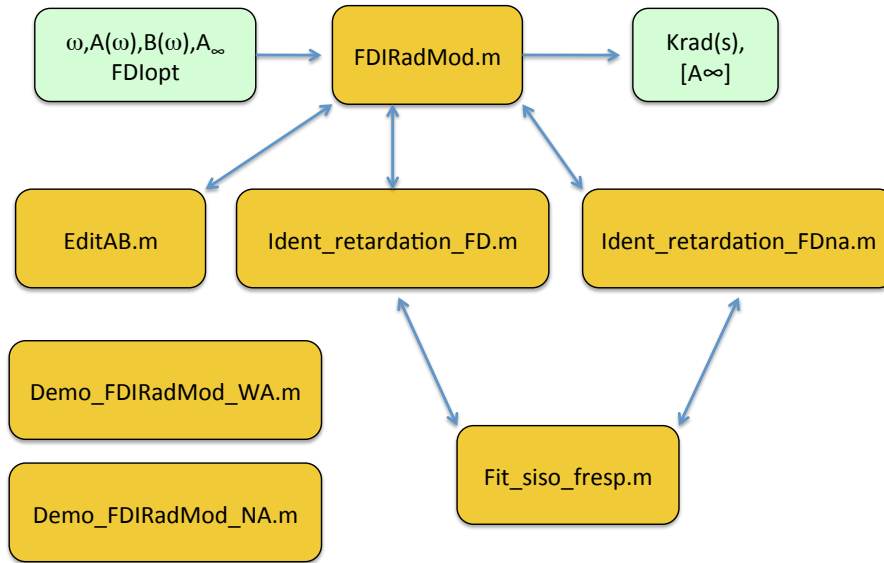 ω,A(ω),B(ω),A∞
FDIopt
FDIRadMod.m
Krad(s),
[A∞]
EditAB.m
Ident_retardation_FD.m
Ident_retardation_FDna.m
Demo_FDIRadMod_WA.m
Fit_siso_fresp.m
Demo_FDIRadMod_NA.m